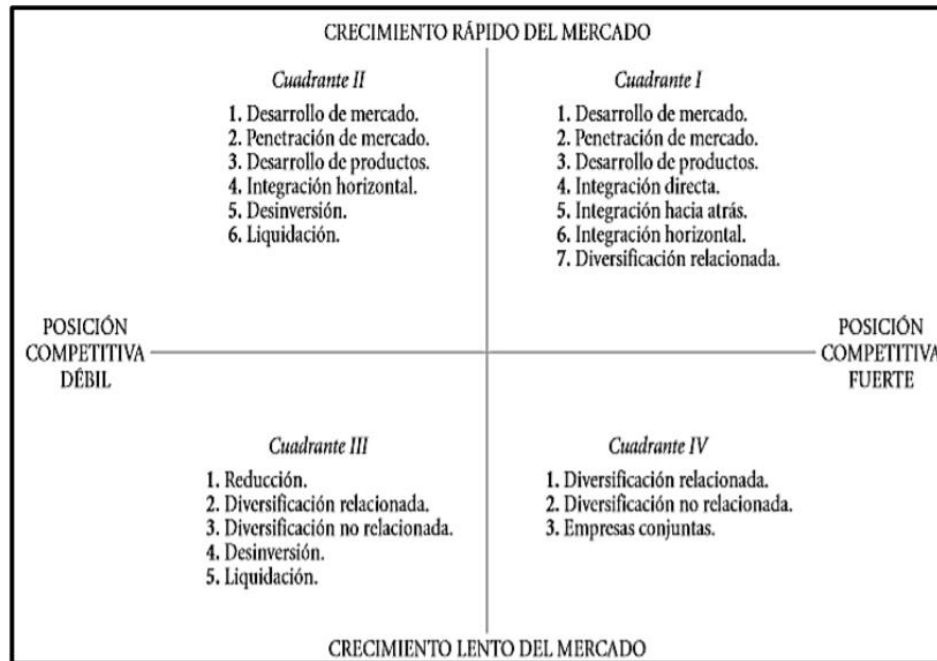 CRECIMIENTO RÁPIDO DEL MERCADO
Cuadrante II
1. Desarrollo de mercado.
2. Penetración de mercado.
3. Desarrollo de productos.
4. Integración horizontal.
5. Desinversión.
6. Liquidación.
Cuadrante I
1. Desarrollo de mercado.
2. Penetración de mercado.
3. Desarrollo de productos.
4. Integración directa.
5. Integración hacia atrás.
6. Integración horizontal.
7. Diversificación relacionada.
POSICIÓN
COMPETITIVA
DÉBIL
POSICIÓN
COMPETITIVA
FUERTE
Cuadrante III
1. Reducción.
2. Diversificación relacionada.
3. Diversificación no relacionada.
4. Desinversión.
5. Liquidación.
Cuadrante IV
1. Diversificación relacionada.
2. Diversificación no relacionada.
3. Empresas conjuntas.
CRECIMIENTO LENTO DEL MERCADO